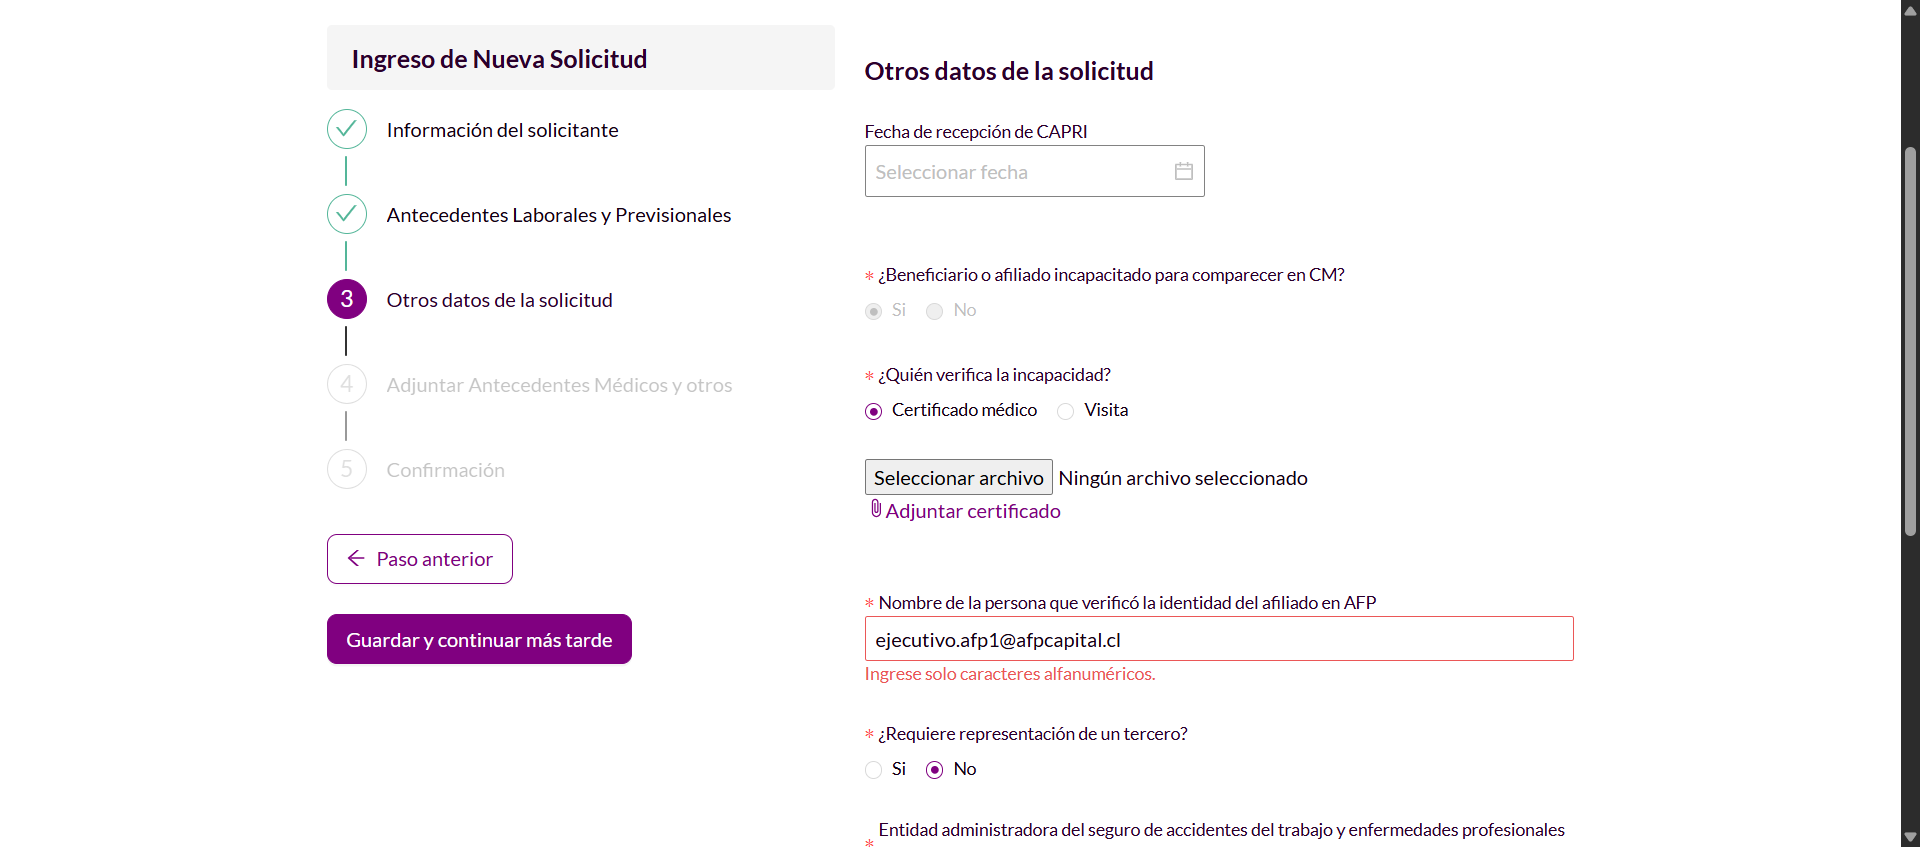 Ingreso de Nueva Solicitud
Información del solicitante
Antecedentes Laborales y Previsionales
3 Otros datos de la solicitud
4 Adjuntar Antecedentes Médicos y otros
5 Confirmación
Paso anterior
Guardar y continuar más tarde
Otros datos de la solicitud
Fecha de recepción de CAPRI
Seleccionar fecha
* ¿Beneficiario o afiliado incapacitado para comparecer en CM?
Si No
* ¿Quién verifica la incapacidad?
Certificado médico Visita
Seleccionar archivo Ningún archivo seleccionado
Adjuntar certificado
* Nombre de la persona que verificó la identidad del afiliado en AFP
ejecutivo.afp1@afpcapital.cl
Ingrese solo caracteres alfanuméricos.
* ¿Requiere representación de un tercero?
Si No
* Entidad administradora del seguro de accidentes del trabajo y enfermedades profesionales